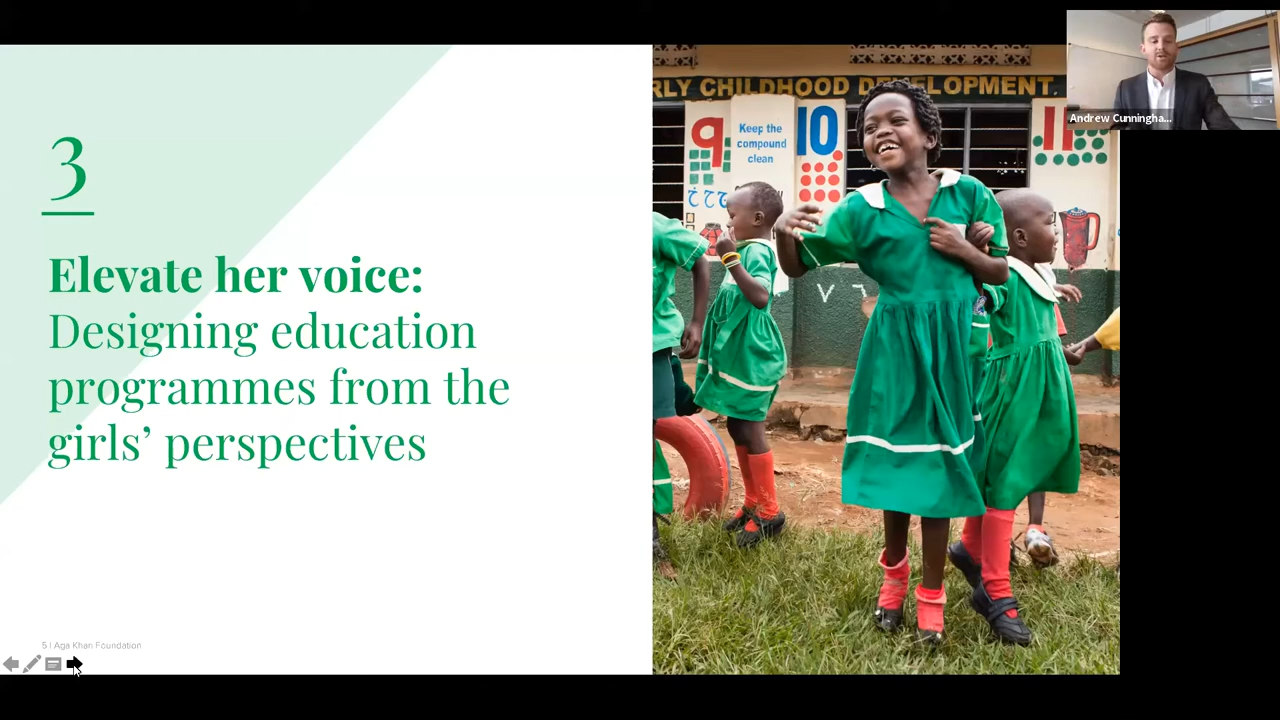 3
Elevate her voice:
Designing education
programmes from the
girls’ perspectives
5 | Aga Khan Foundation
RLY CHILDHOOD DEVELOPMENT.
9
Keep the
compound
clean
10
11
Andrew Cunningha...